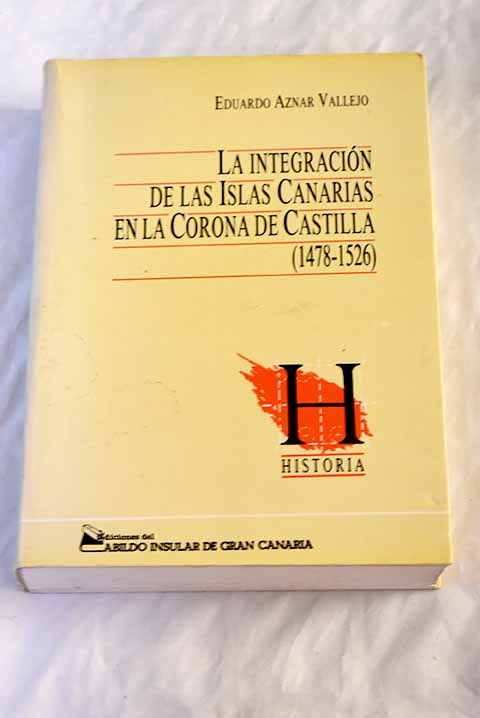 EDUARDO AZNAR VALLEJO
LA INTEGRACIÓN
DE LAS ISLAS CANARIAS
EN LA CORONA DE CASTILLA
(1478-1526)
H
HISTORIA
Ediciones del
CABILDO INSULAR DE GRAN CANARIA